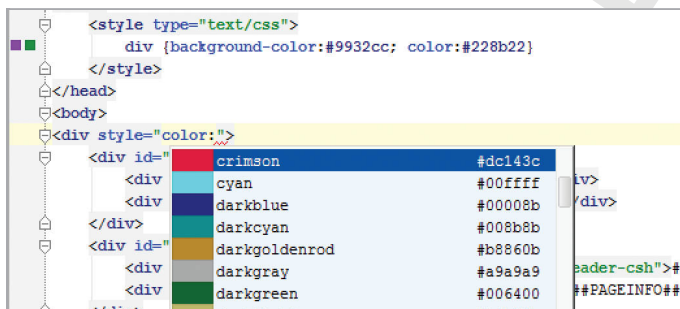 <style type="text/css">
div {background-color:#9932cc; color:#228b22}
</style>
</head>
<body>
<div style="color:">
<div id="
crimson #dc143c
<div cyan #00ffff iv>
<div darkblue #00008b /div>
</div> darkcyan #008b8b
<div id=" darkgoldenrod #b8860b
<div darkgray #a9a9a9 eader-csh">#
<div darkgreen #006400 ##PAGEINFO##